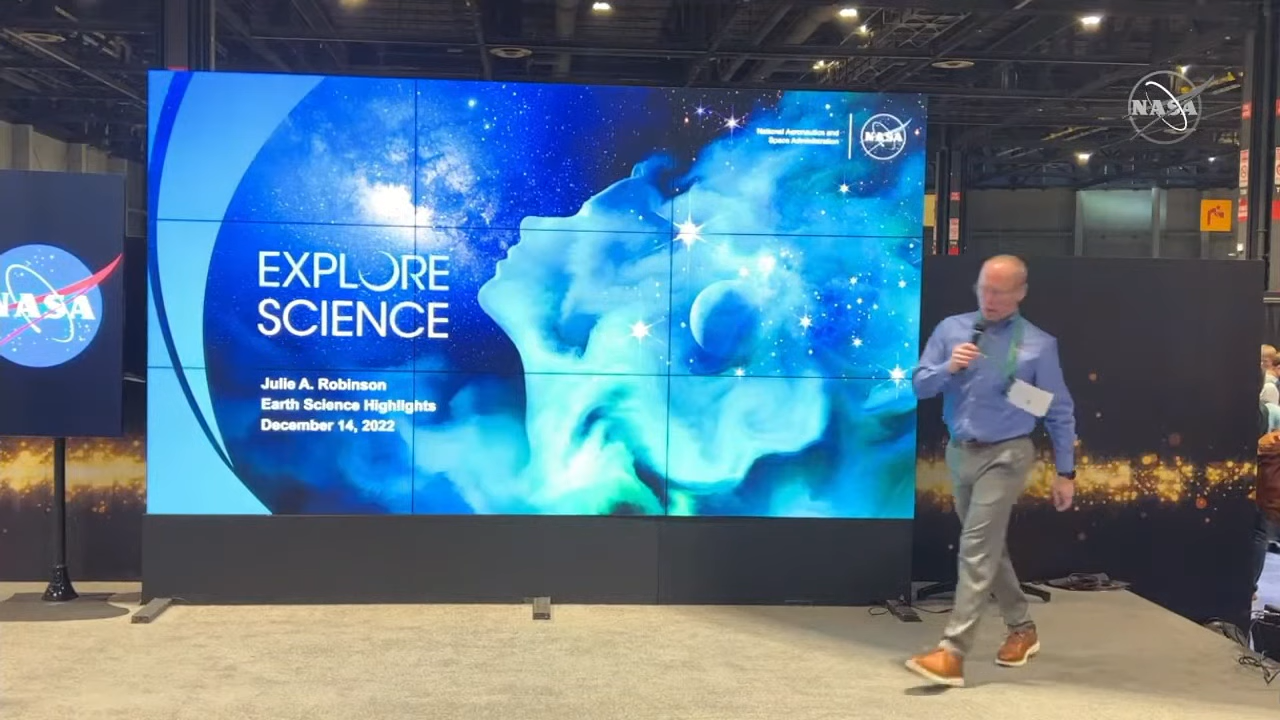 NASA
National Aeronautics and
Space Administration
NASA
EXPLORE
SCIENCE
Julie A. Robinson
Earth Science Highlights
December 14, 2022
NASA